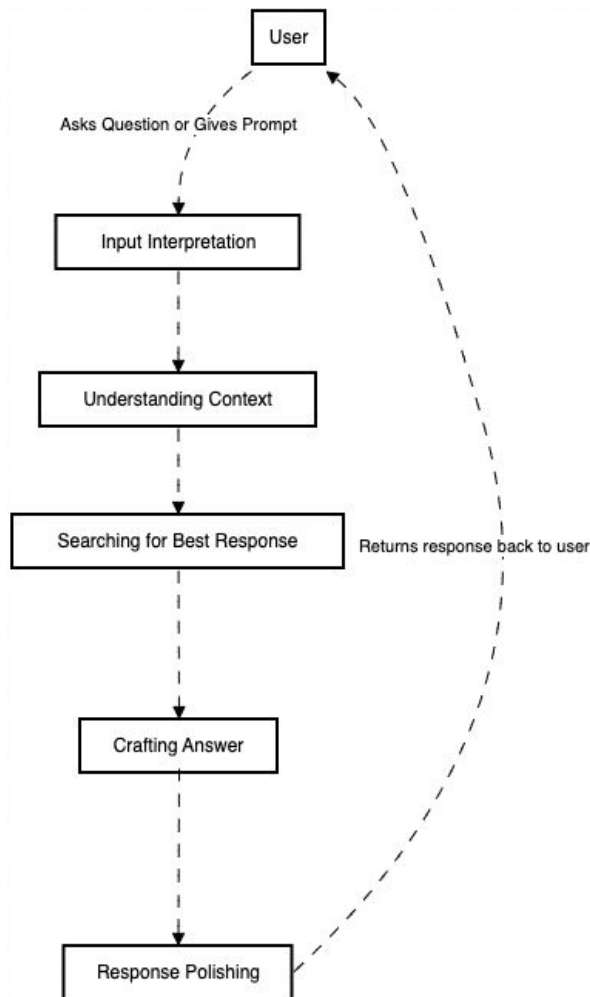 User
Asks Question or Gives Prompt
Input Interpretation
Understanding Context
Searching for Best Response
Returns response back to user
Crafting Answer
Response Polishing